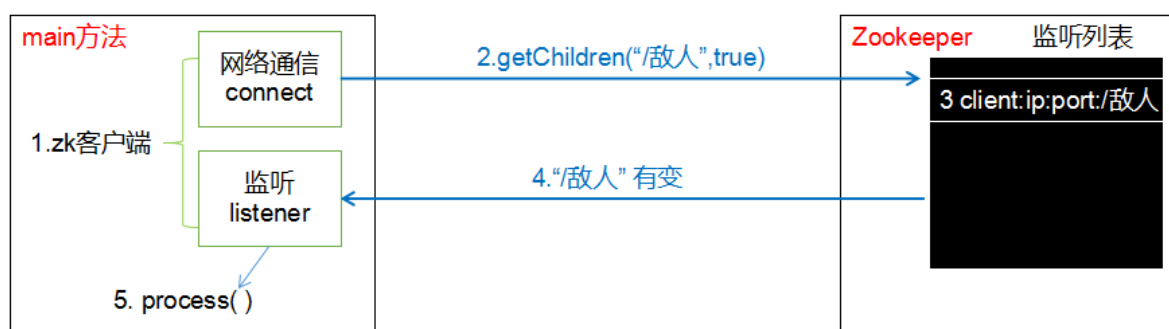 main方法
网络通信
connect
1.zk客户端
监听
listener
5. process( )
2.getChildren(“/敌人”,true)
4.“/敌人” 有变
Zookeeper 监听列表
3 client:ip:port:/敌人